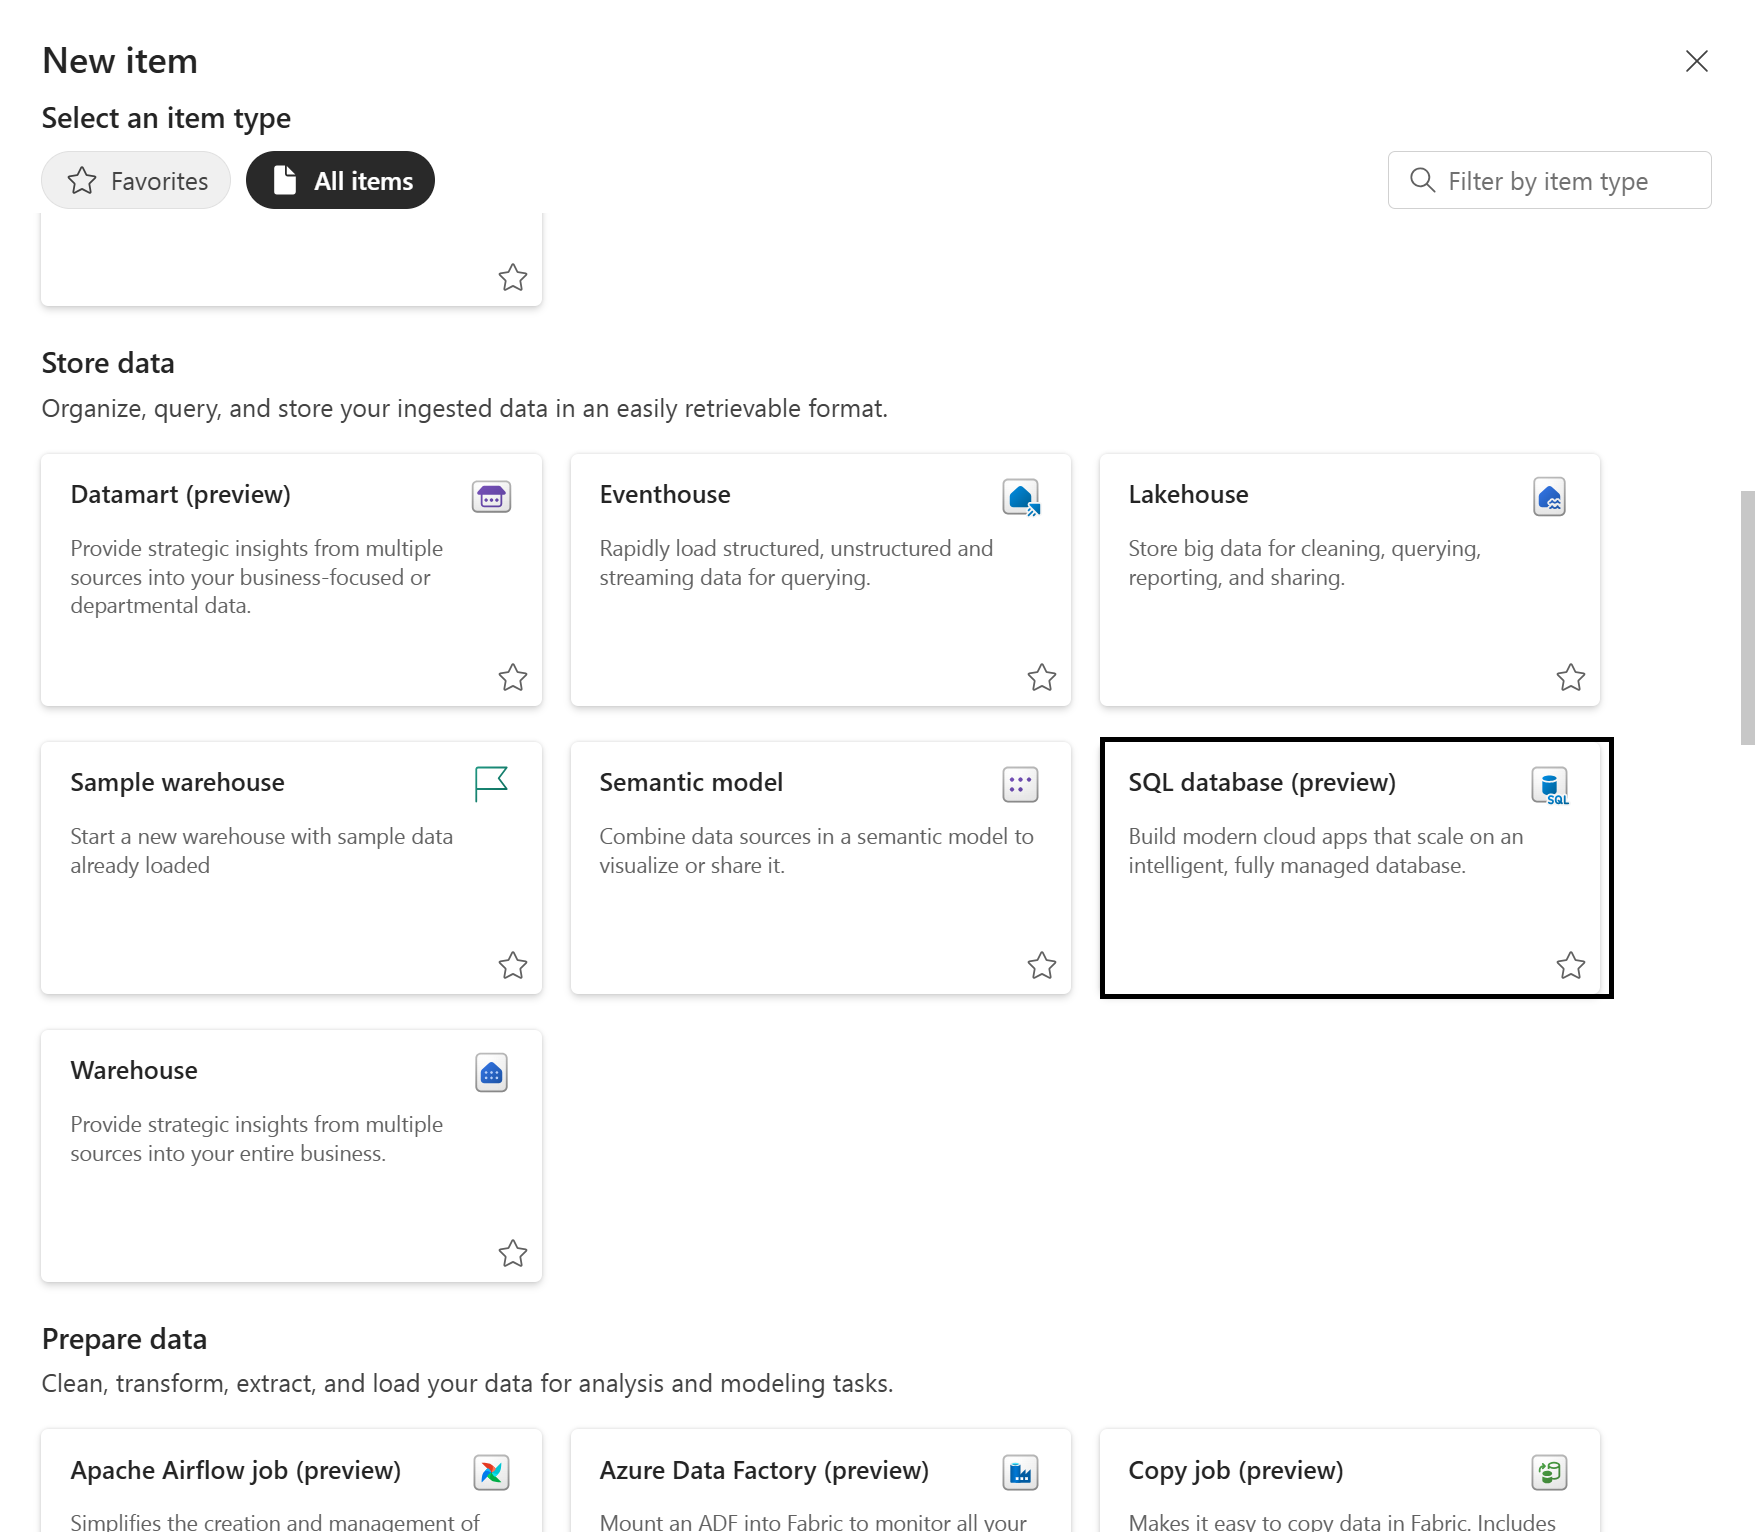 New item
Select an item type
Favorites
All items
Filter by item type
Store data
Organize, query, and store your ingested data in an easily retrievable format.
Datamart (preview)
Provide strategic insights from multiple
sources into your business-focused or
departmental data.
Eventhouse
Rapidly load structured, unstructured and
streaming data for querying.
Lakehouse
Store big data for cleaning, querying,
reporting, and sharing.
Sample warehouse
Start a new warehouse with sample data
already loaded
Semantic model
Combine data sources in a semantic model to
visualize or share it.
SQL database (preview)
SQL
Build modern cloud apps that scale on an
intelligent, fully managed database.
Warehouse
Provide strategic insights from multiple
sources into your entire business.
Prepare data
Clean, transform, extract, and load your data for analysis and modeling tasks.
Apache Airflow job (preview)
Simplifies the creation and management of
Azure Data Factory (preview)
Mount an ADF into Fabric to monitor all your
Copy job (preview)
Makes it easy to copy data in Fabric. Includes